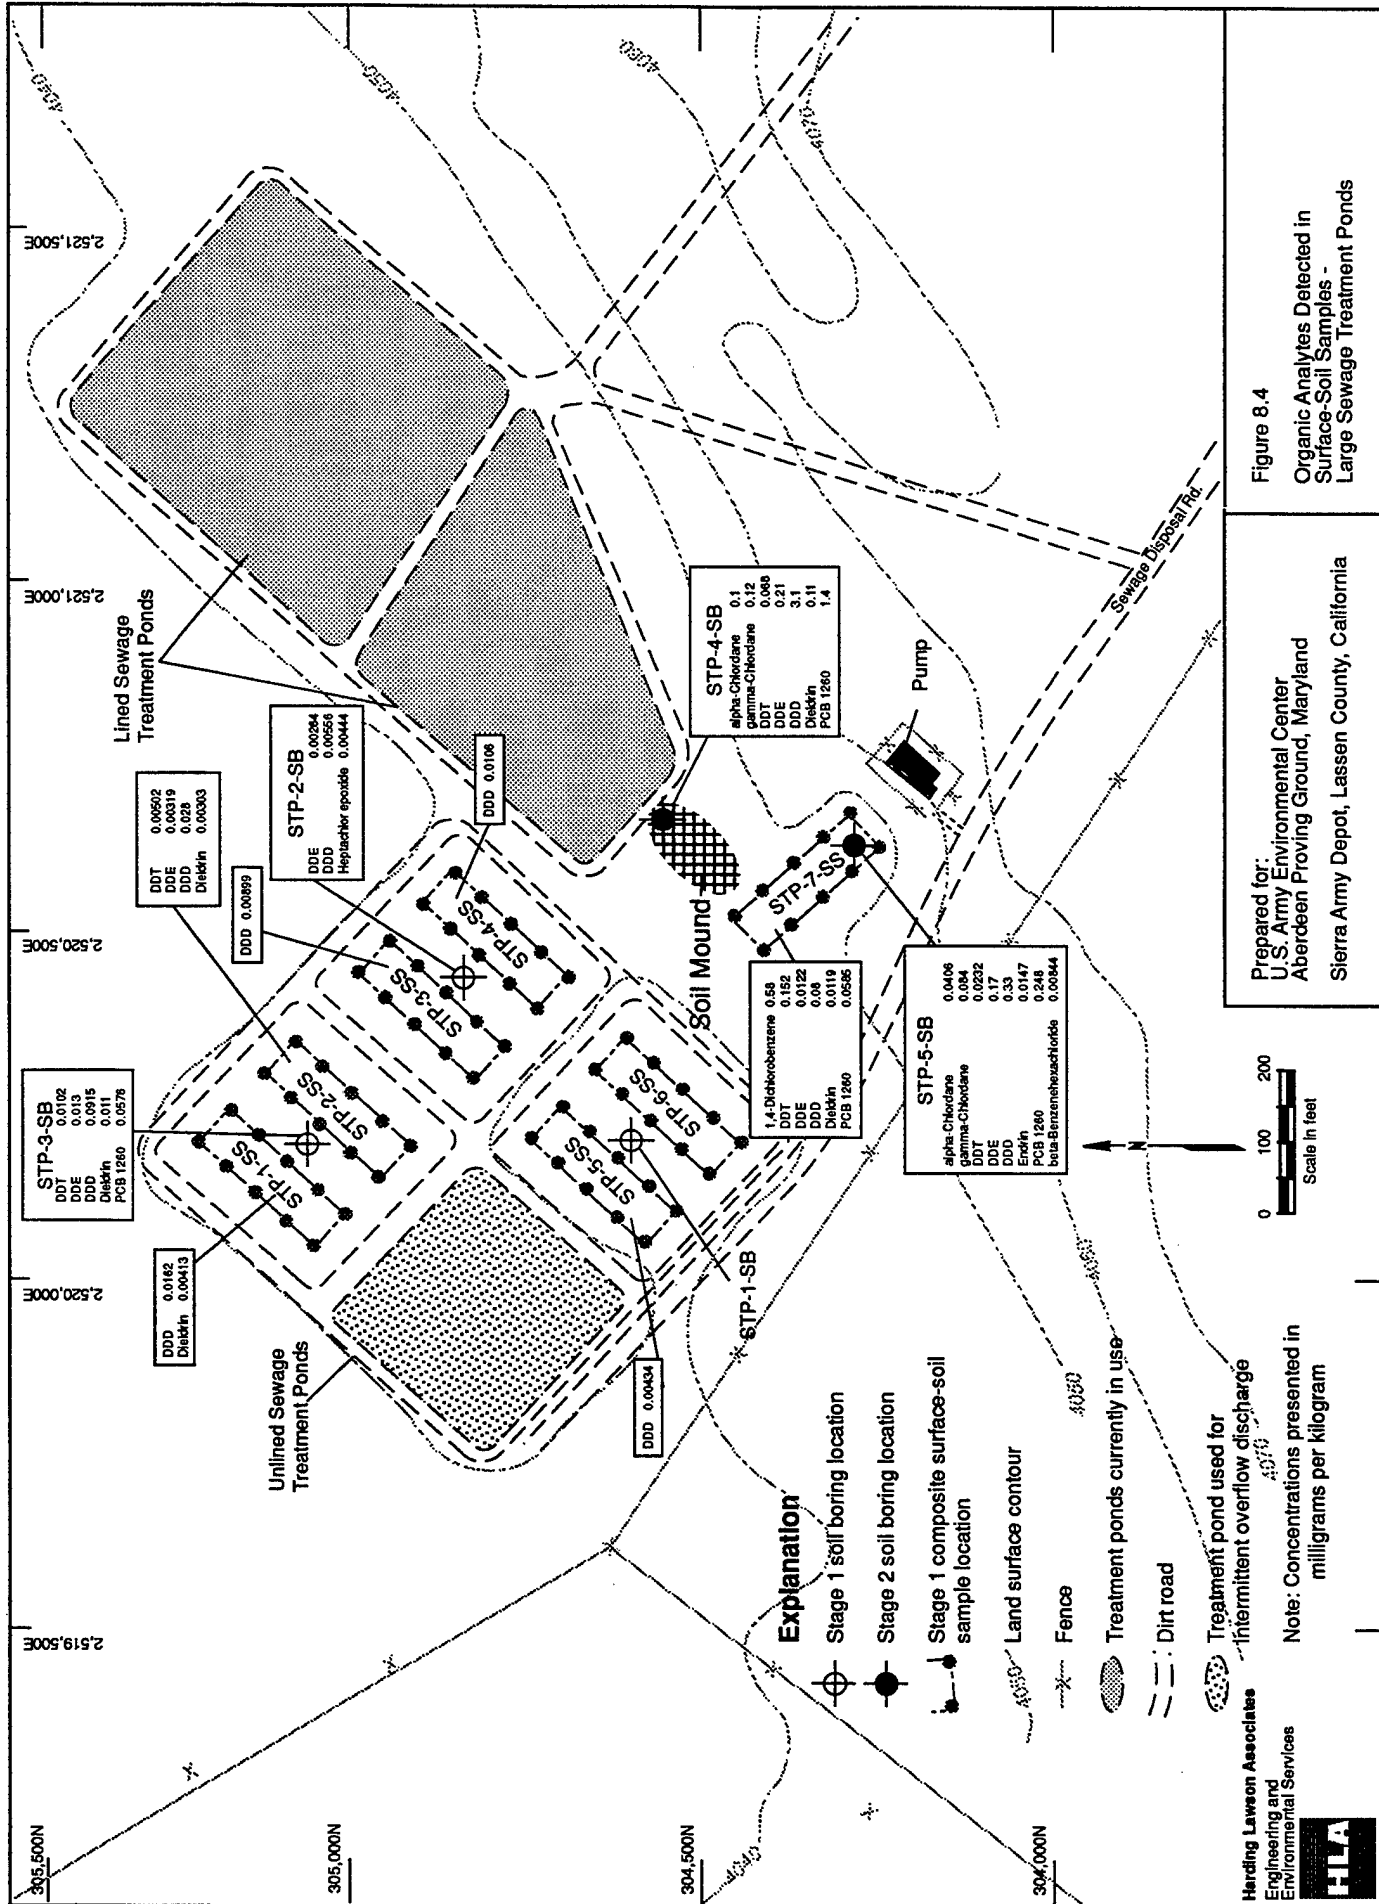 305,500N
305,000N
304,500N
304,000N
2,519,500E
2,520,000E
2,520,500E
2,521,000E
2,521,500E
4040
4050
4060
4070
Lined Sewage
Treatment Ponds
Unlined Sewage
Treatment Ponds
STP-3-SB
DDT 0.0102
DDE 0.013
DDD 0.0915
Dieldrin 0.011
PCB 1260 0.0576
DDD 0.0162
Dieldrin 0.00413
DDT 0.00502
DDE 0.00319
DDD 0.028
Dieldrin 0.00303
DDD 0.00899
STP-2-SB
DDE 0.00264
DDD 0.00556
Heptachlor epoxide 0.00444
DDD 0.0106
STP-1-SS
STP-2-SS
STP-3-SS
STP-4-SS
STP-5-SS
STP-6-SS
STP-7-SS
DDD 0.00434
STP-1-SB
Soil Mound
STP-4-SB
alpha-Chlordane 0.1
gamma-Chlordane 0.12
DDT 0.068
DDE 0.21
DDD 3.1
Dieldrin 0.11
PCB 1260 1.4
1,4-Dichlorobenzene 0.58
DDT 0.152
DDE 0.0122
DDD 0.08
Dieldrin 0.0119
PCB 1260 0.0585
STP-5-SB
alpha-Chlordane 0.0406
gamma-Chlordane 0.084
DDT 0.0232
DDE 0.17
DDD 0.33
Endrin 0.0147
PCB 1260 0.248
beta-Benzenehexachloride 0.00844
Pump
Sewage Disposal Rd.
4040
4050
4070
N
0 100 200
Scale in feet
Explanation
Stage 1 soil boring location
Stage 2 soil boring location
Stage 1 composite surface-soil
sample location
4050 Land surface contour
Fence
Treatment ponds currently in use
Dirt road
Treatment pond used for
intermittent overflow discharge
Note: Concentrations presented in
milligrams per kilogram
Harding Lawson Associates
Engineering and
Environmental Services
HLA
Prepared for:
U.S. Army Environmental Center
Aberdeen Proving Ground, Maryland
Sierra Army Depot, Lassen County, California
Figure 8.4
Organic Analytes Detected in
Surface-Soil Samples -
Large Sewage Treatment Ponds